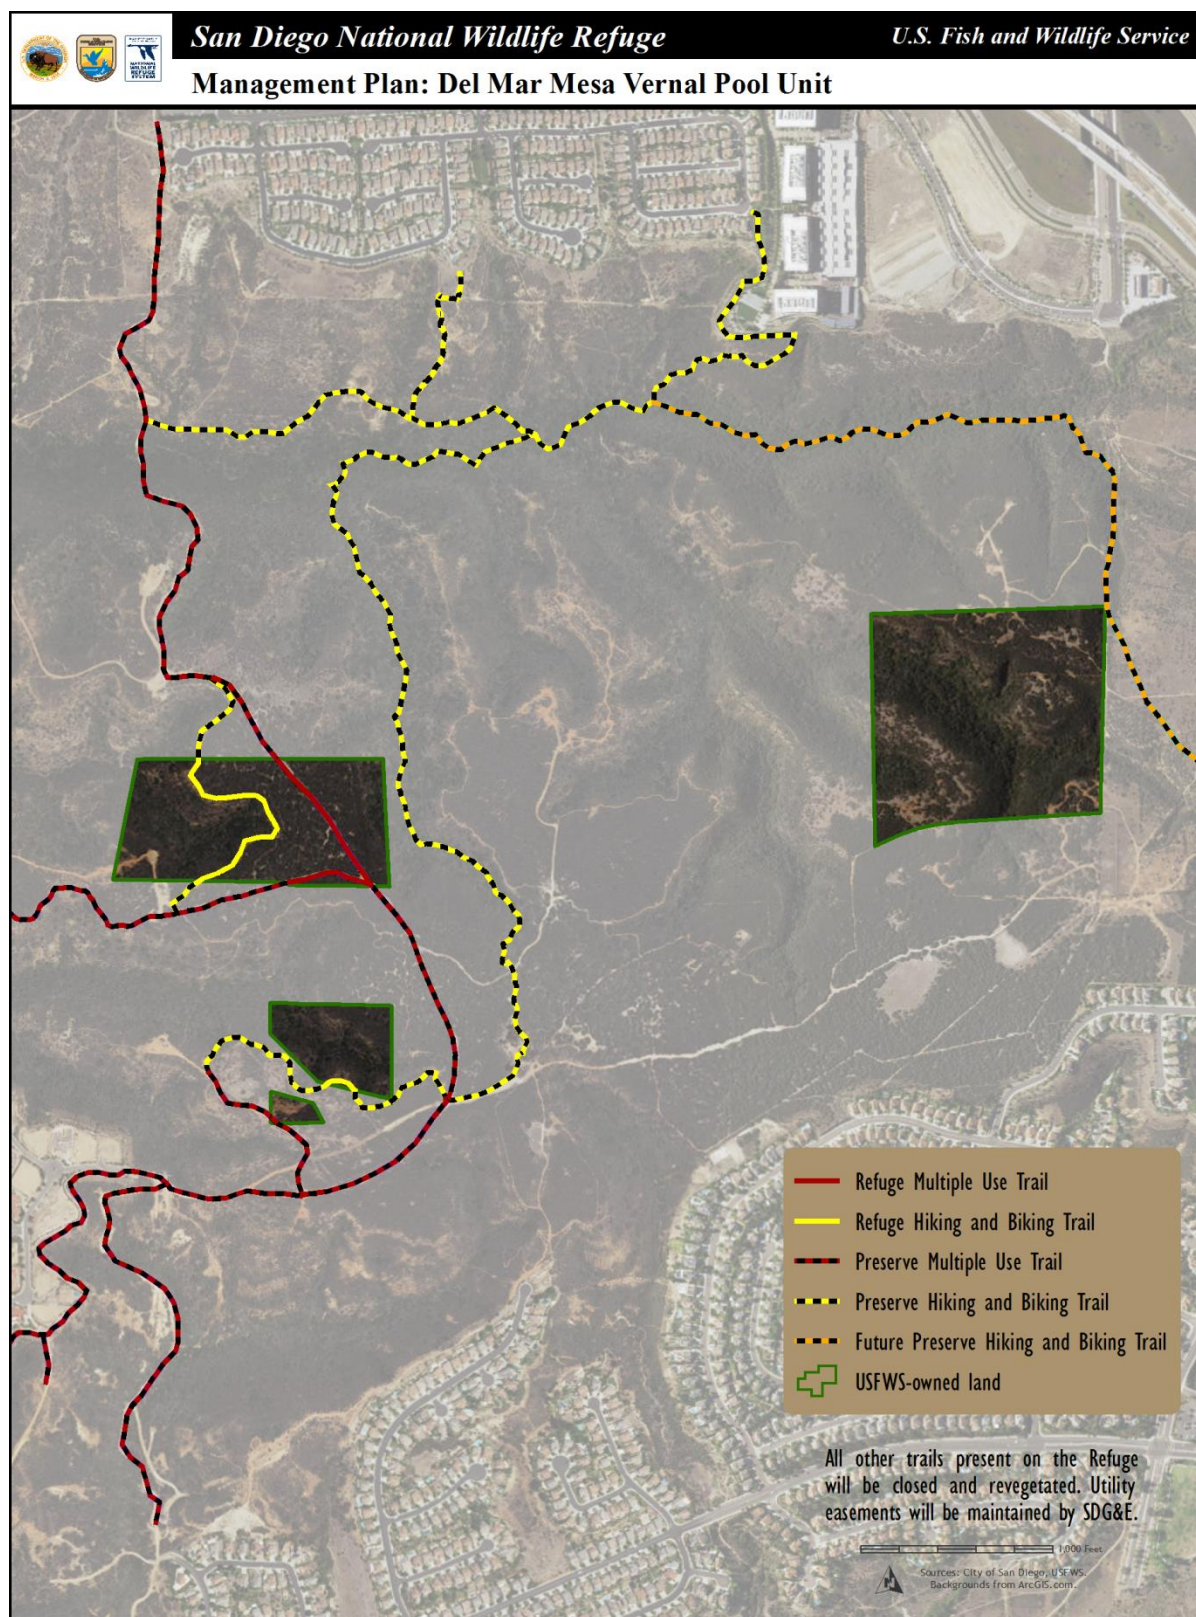 San Diego National Wildlife Refuge
U.S. Fish and Wildlife Service
Management Plan: Del Mar Mesa Vernal Pool Unit
NATIONAL
WILDLIFE
REFUGE
SYSTEM
Refuge Multiple Use Trail
Refuge Hiking and Biking Trail
Preserve Multiple Use Trail
Preserve Hiking and Biking Trail
Future Preserve Hiking and Biking Trail
USFWS-owned land
All other trails present on the Refuge
will be closed and revegetated. Utility
easements will be maintained by SDG&E.
1,000 Feet
Sources: City of San Diego, USFWS.
Backgrounds from ArcGIS.com.